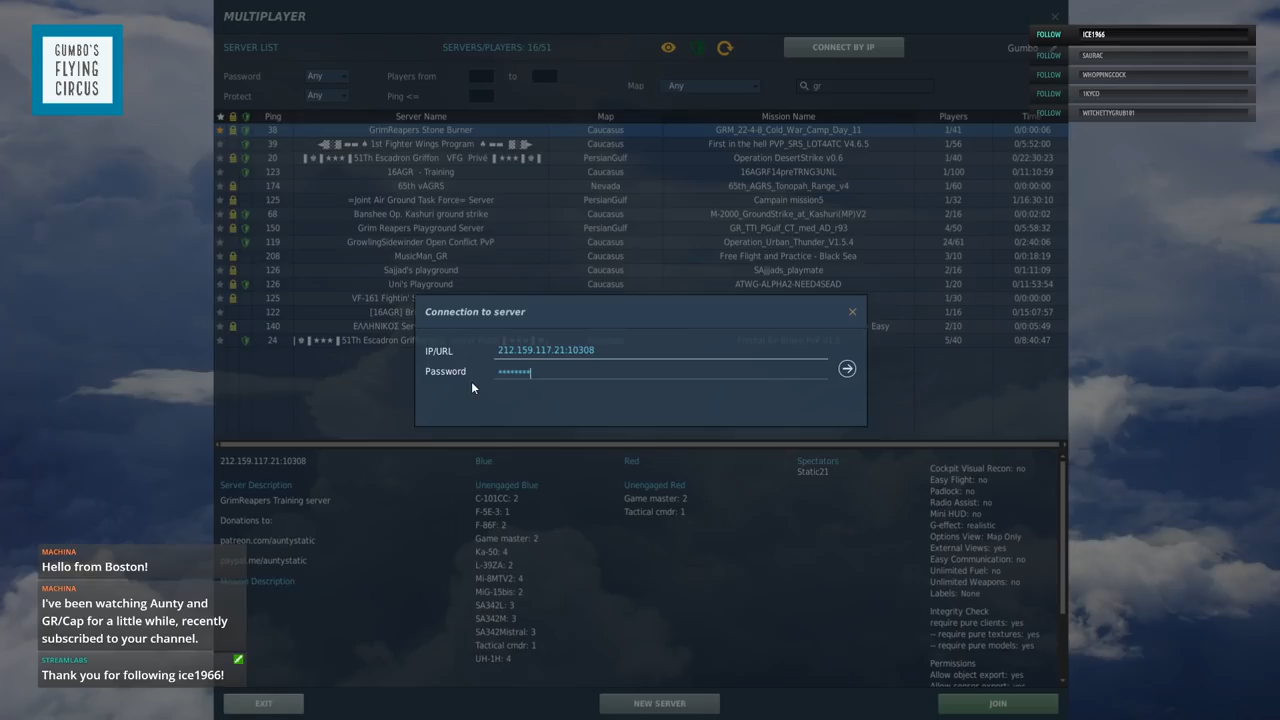 MULTIPLAYER
GUMBO'S
FLYING
CIRCUS
SERVER LIST
SERVERS/PLAYERS: 16/51
CONNECT BY IP
Gumbo
FOLLOW ICE1966
FOLLOW SAURAC
FOLLOW WHOPPINGCOCK
FOLLOW 1KYCO
FOLLOW WITCHETTYGRUB181
Password Any Players from to
Protect Any Ping <=
Map Any gr
Ping Server Name Map Mission Name Players
38 GrimReapers Stone Burner Caucasus GRM_22-4-8_Cold_War_Camp_Day_11 1/41 0/0:00:06
39 1st Fighter Wings Program Caucasus First in the hell PVP_SRS_LOT4ATC V4.6.5 1/56 0/5:52:00
20 51Th Escadron Griffon VFG Privé PersianGulf Operation DesertStrike v0.6 1/40 0/22:30:23
123 16AGR - Training Caucasus 16AGRF14preTRNG3UNL 1/100 0/11:10:59
174 65th vAGRS Nevada 65th_AGRS_Tonopah_Range_v4 1/60 0/0:00:00
125 =Joint Air Ground Task Force= Server PersianGulf Campain mission5 1/32 1/16:30:10
68 Banshee Op. Kashuri ground strike Caucasus M-2000_GroundStrike_at_Kashuri(MP)V2 2/16 0/0:02:02
150 Grim Reapers Playground Server PersianGulf GR_TTI_PGulf_CT_med_AD_r93 4/50 0/5:58:32
119 GrowlingSidewinder Open Conflict PvP Caucasus Operation_Urban_Thunder_V1.5.4 24/61 0/2:40:06
208 MusicMan_GR Caucasus Free Flight and Practice - Black Sea 3/10 0/0:18:19
126 Sajjad's playground Caucasus SAjjjads_playmate 2/16 0/1:11:09
126 Uni's Playground Caucasus ATWG-ALPHA2-NEED4SEAD 1/20 0/11:53:54
125 VF-161 Fightin' 1/30 0/0:00:00
122 [16AGR] 0/15:07:57
140 ΕΛΛΗΝΙΚΟΣ Easy 2/10 0/0:05:49
24 51Th Escadron 5/40 0/8:40:47
Connection to server
IP/URL 212.159.117.21:10308
Password ********
212.159.117.21:10308
Server Description
GrimReapers Training server
Donations to:
patreon.com/auntystatic
paypal.me/auntystatic
Mission Description
Blue
Unengaged Blue
C-101CC: 2
F-5E-3: 1
F-86F: 2
Game master: 2
Ka-50: 4
L-39ZA: 2
Mi-8MTV2: 4
MiG-15bis: 2
SA342L: 3
SA342M: 3
SA342Mistral: 3
Tactical cmdr: 1
UH-1H: 4
Red
Unengaged Red
Game master: 2
Tactical cmdr: 1
Spectators
Static21
Cockpit Visual Recon: no
Easy Flight: no
Padlock: no
Radio Assist: no
Mini HUD: no
G-effect: realistic
Options View: Map Only
External Views: yes
Easy Communication: no
Unlimited Fuel: no
Unlimited Weapons: no
Labels: None
Integrity Check
require pure clients: yes
-- require pure textures: yes
-- require pure models: yes
Permissions
Allow object export: yes
Allow sensor export: yes
MACHINA
Hello from Boston!
MACHINA
I've been watching Aunty and
GR/Cap for a little while, recently
subscribed to your channel.
STREAMLABS
Thank you for following ice1966!
EXIT
NEW SERVER
JOIN